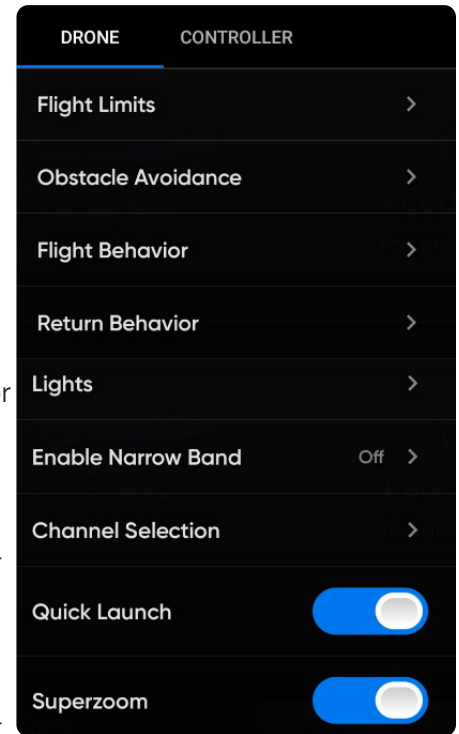 DRONE CONTROLLER
Flight Limits
Obstacle Avoidance
Flight Behavior
Return Behavior
Lights
Enable Narrow Band Off
Channel Selection
Quick Launch
Superzoom